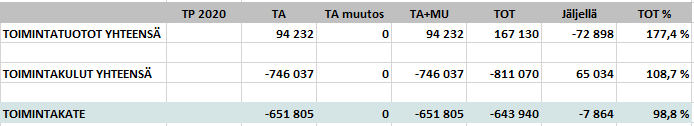 TP 2020 TA TA muutos TA+MU TOT Jäljellä TOT %
TOIMINTATUOTOT YHTEENSÄ 94 232 0 94 232 167 130 -72 898 177,4 %
TOIMINTAKULUT YHTEENSÄ -746 037 0 -746 037 -811 070 65 034 108,7 %
TOIMINTAKATE -651 805 0 -651 805 -643 940 -7 864 98,8 %